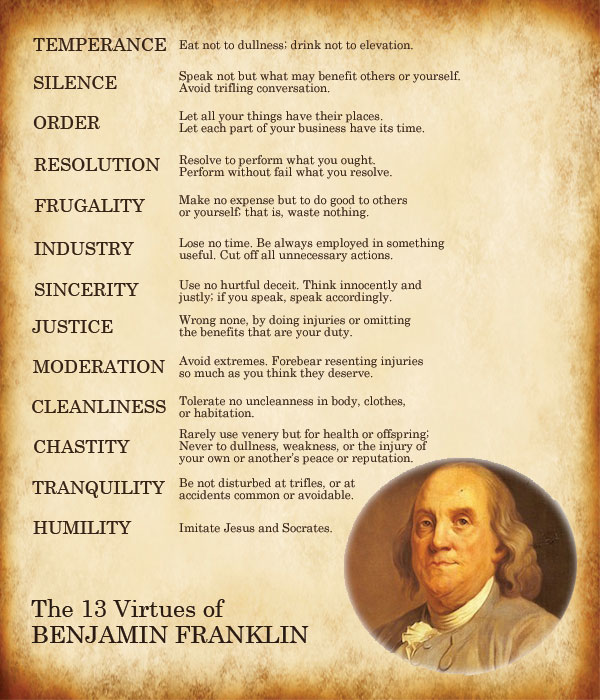 TEMPERANCE Eat not to dullness; drink not to elevation.
SILENCE Speak not but what may benefit others or yourself.
Avoid trifling conversation.
ORDER Let all your things have their places.
Let each part of your business have its time.
RESOLUTION Resolve to perform what you ought.
Perform without fail what you resolve.
FRUGALITY Make no expense but to do good to others
or yourself; that is, waste nothing.
INDUSTRY Lose no time. Be always employed in something
useful. Cut off all unnecessary actions.
SINCERITY Use no hurtful deceit. Think innocently and
justly; if you speak, speak accordingly.
JUSTICE Wrong none, by doing injuries or omitting
the benefits that are your duty.
MODERATION Avoid extremes. Forebear resenting injuries
so much as you think they deserve.
CLEANLINESS Tolerate no uncleanness in body, clothes,
or habitation.
CHASTITY Rarely use venery but for health or offspring;
Never to dullness, weakness, or the injury of
your own or another's peace or reputation.
TRANQUILITY Be not disturbed at trifles, or at
accidents common or avoidable.
HUMILITY Imitate Jesus and Socrates.
The 13 Virtues of
BENJAMIN FRANKLIN